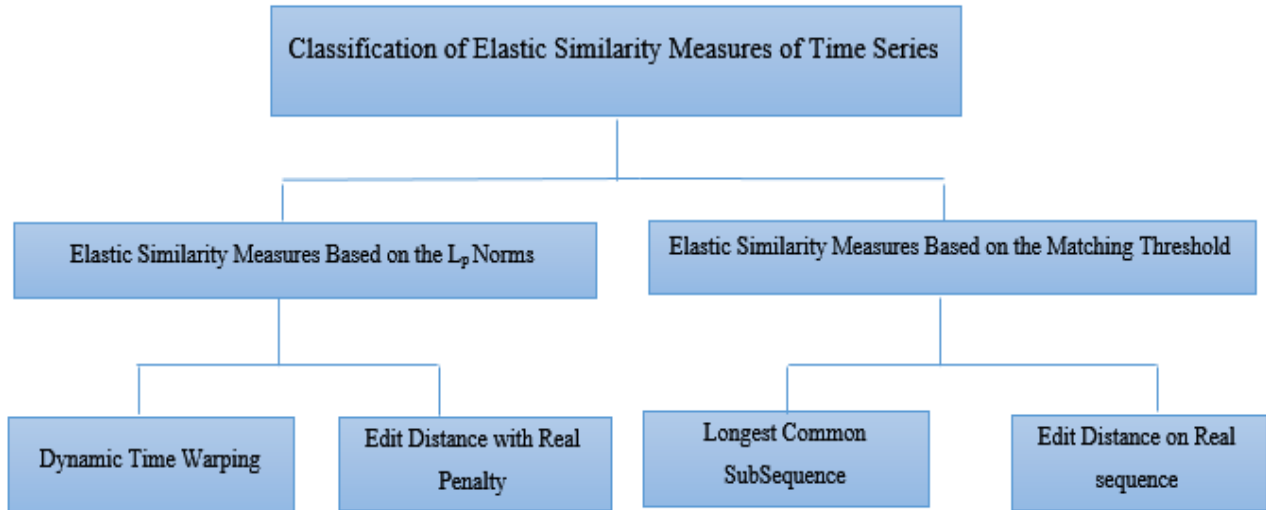 Classification of Elastic Similarity Measures of Time Series
Elastic Similarity Measures Based on the Lₚ Norms
Elastic Similarity Measures Based on the Matching Threshold
Dynamic Time Warping
Edit Distance with Real
Penalty
Longest Common
SubSequence
Edit Distance on Real
sequence